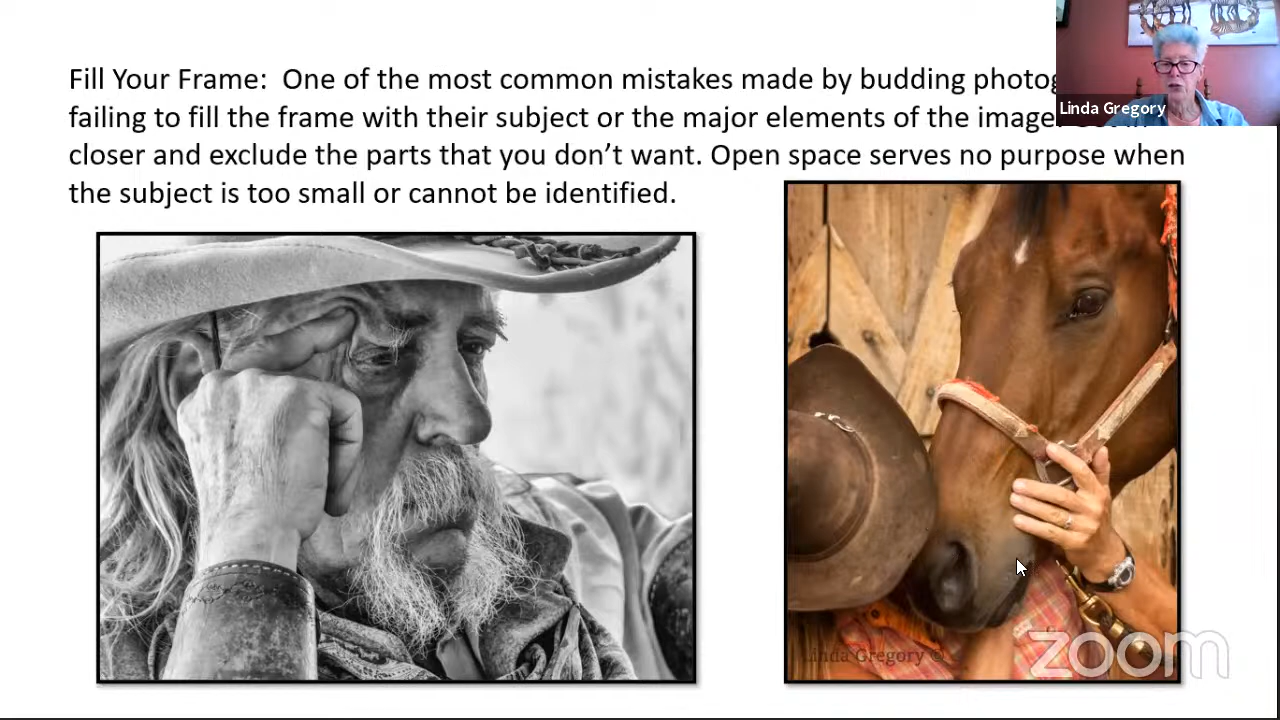 Fill Your Frame: One of the most common mistakes made by budding
failing to fill the frame with their subject or the major elements of the image.
closer and exclude the parts that you don’t want. Open space serves no purpose when
the subject is too small or cannot be identified.
Linda Gregory
Linda Gregory ©
zoom